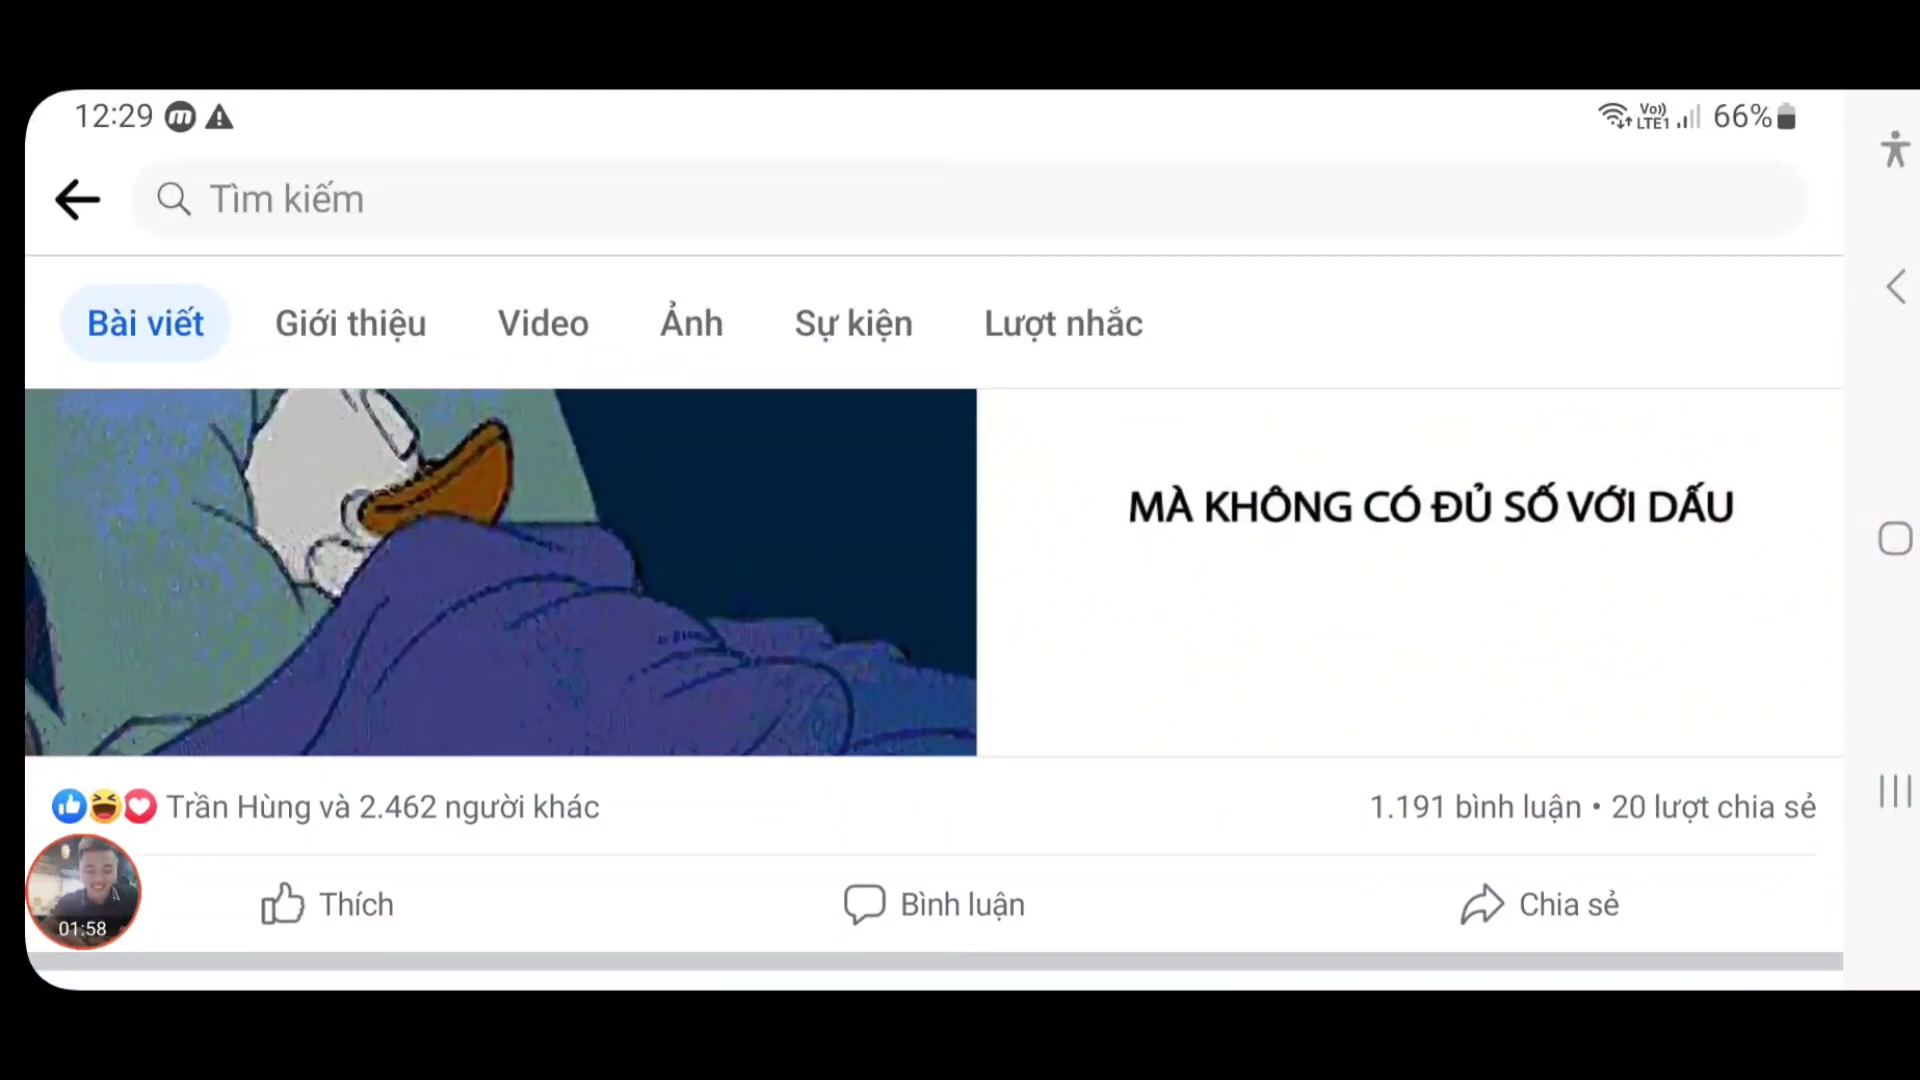 12:29
Vo))
LTE1
66%
Tìm kiếm
Bài viết
Giới thiệu
Video
Ảnh
Sự kiện
Lượt nhắc
MÀ KHÔNG CÓ ĐỦ SỐ VỚI DẤU
Trần Hùng và 2.462 người khác
1.191 bình luận • 20 lượt chia sẻ
01:58
Thích
Bình luận
Chia sẻ